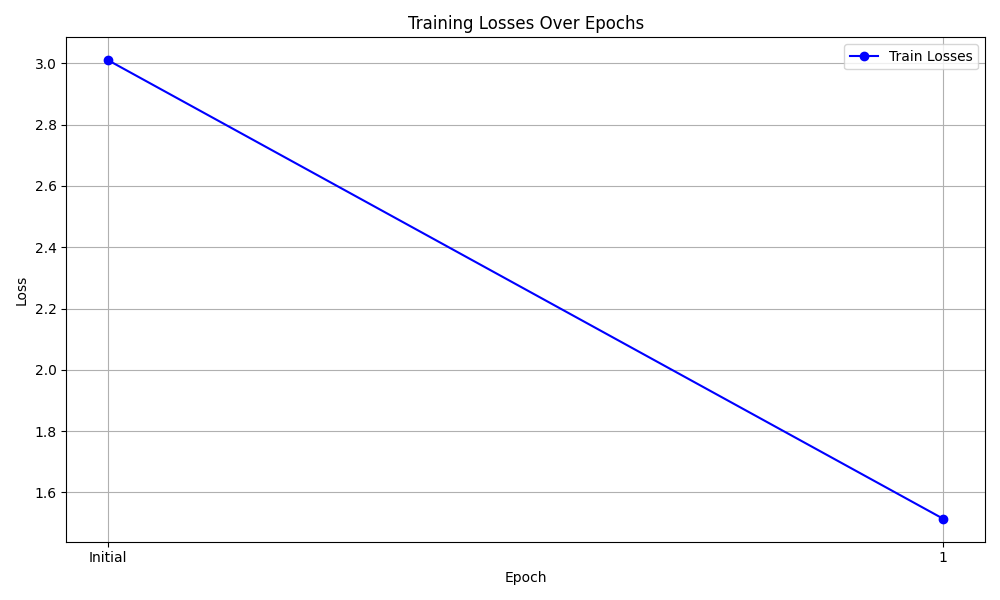 Training Losses Over Epochs
Train Losses
3.0
2.8
2.6
2.4
2.2
2.0
1.8
1.6
Loss
Initial
1
Epoch